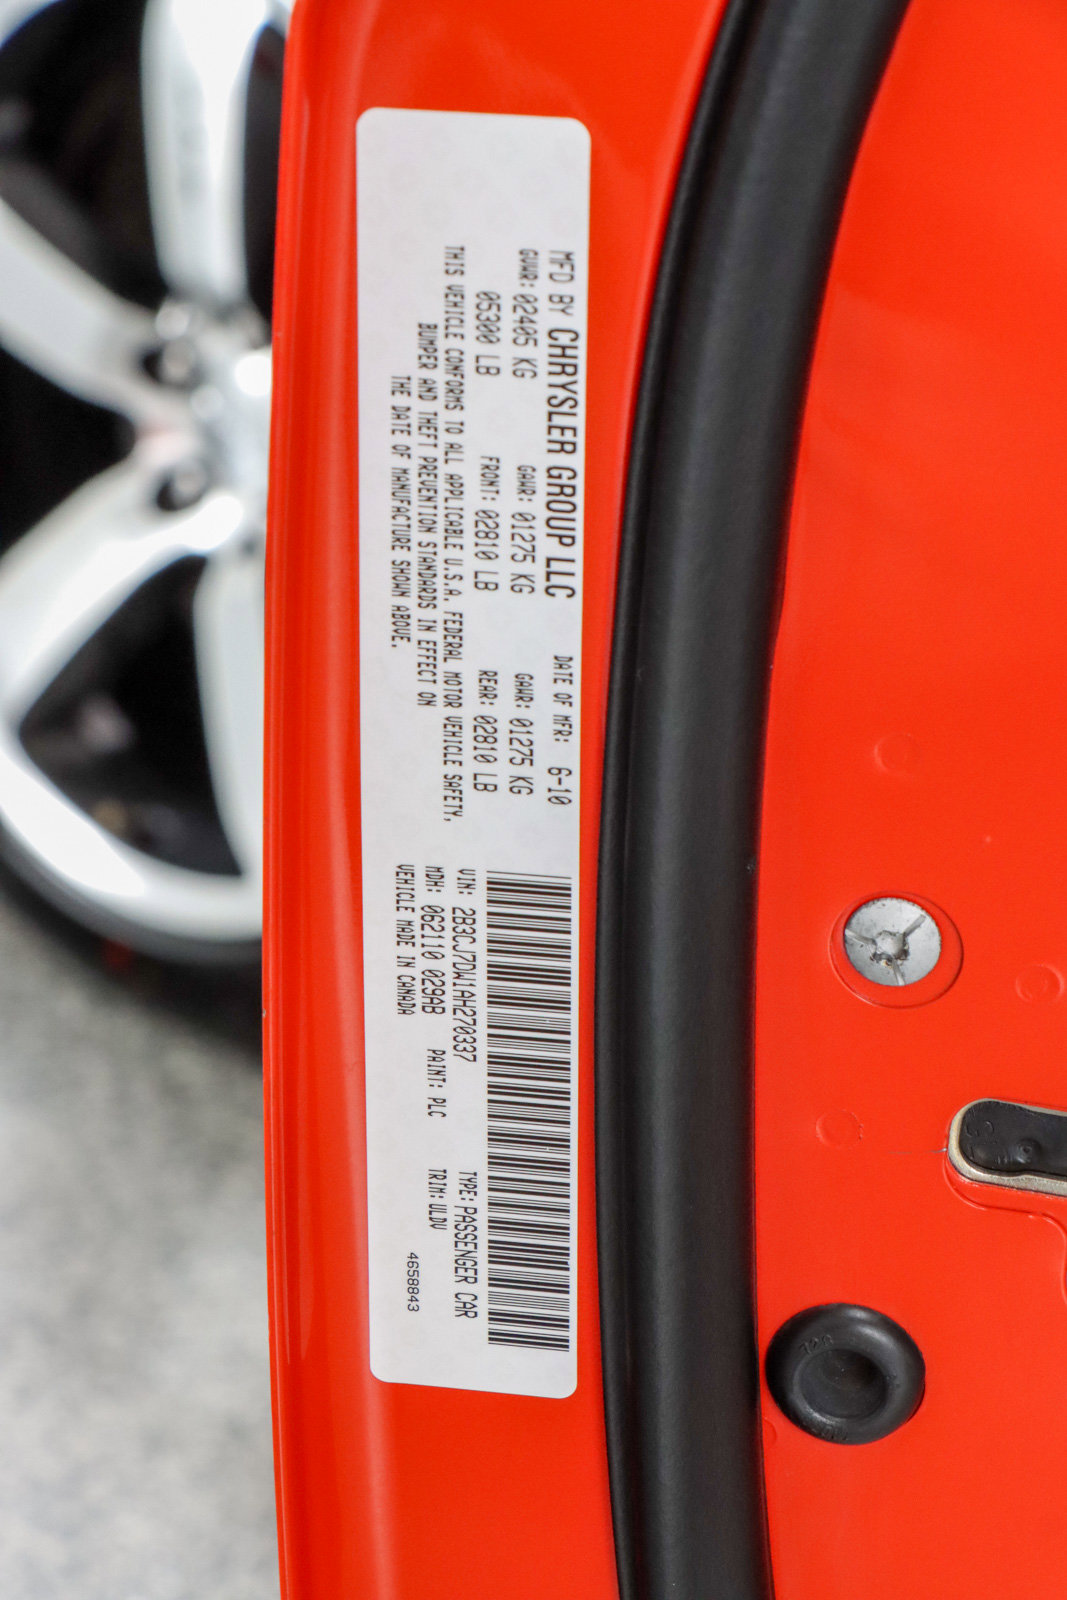 MFD BY CHRYSLER GROUP LLC DATE OF MFR: 6-10
GVWR: 02405 KG GAWR: 01275 KG GAWR: 01275 KG
05300 LB FRONT: 02810 LB REAR: 02810 LB
THIS VEHICLE CONFORMS TO ALL APPLICABLE U.S.A. FEDERAL MOTOR VEHICLE SAFETY,
BUMPER AND THEFT PREVENTION STANDARDS IN EFFECT ON
THE DATE OF MANUFACTURE SHOWN ABOVE.
VIN: 2B3CJ7DW1AH270337 TYPE: PASSENGER CAR
MDH: 062110 029AB PAINT: PLC TRIM: ULDV
VEHICLE MADE IN CANADA
4658843